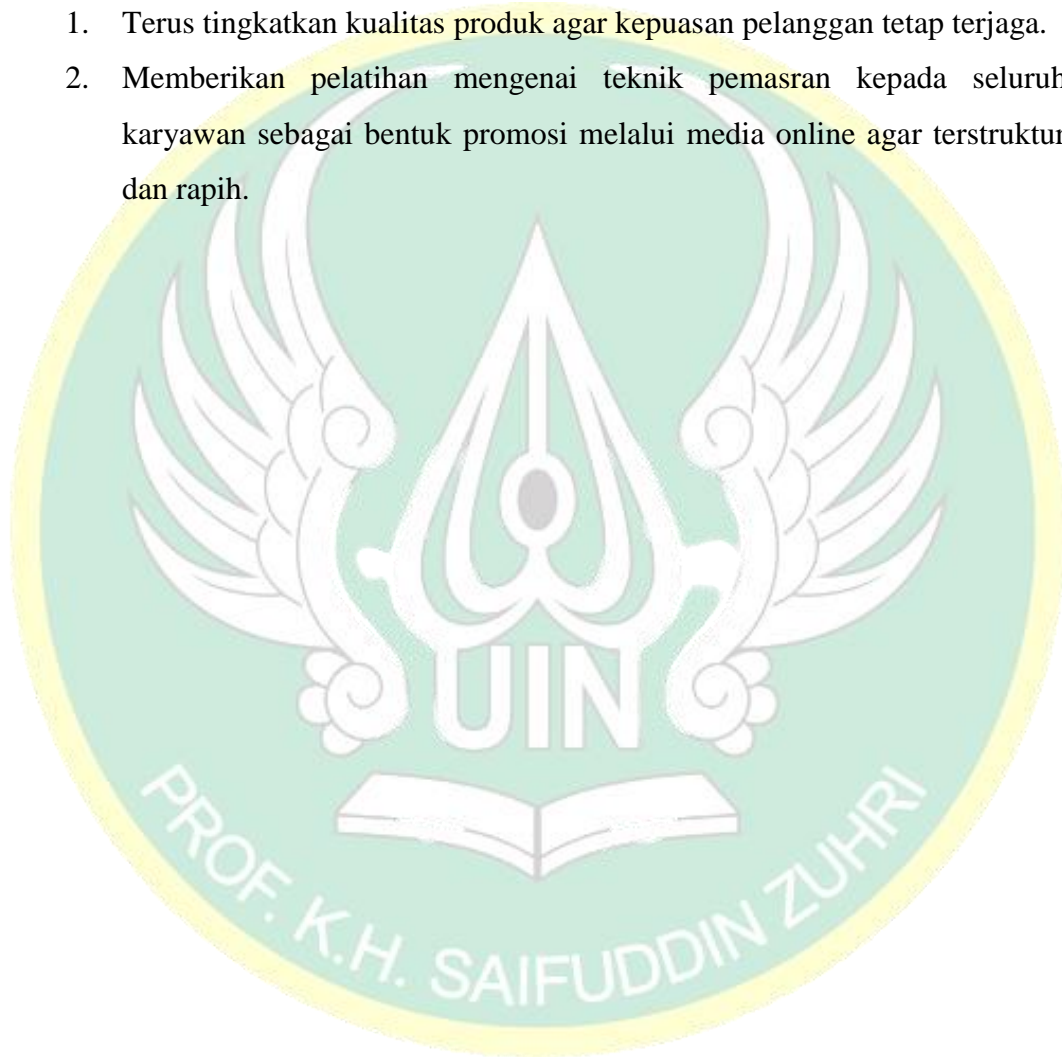 1. Terus tingkatkan kualitas produk agar kepuasan pelanggan tetap terjaga.
2. Memberikan pelatihan mengenai teknik pemasran kepada seluruh
karyawan sebagai bentuk promosi melalui media online agar terstruktur
dan rapih.
UIN
PROF. K.H. SAIFUDDIN ZUHRI